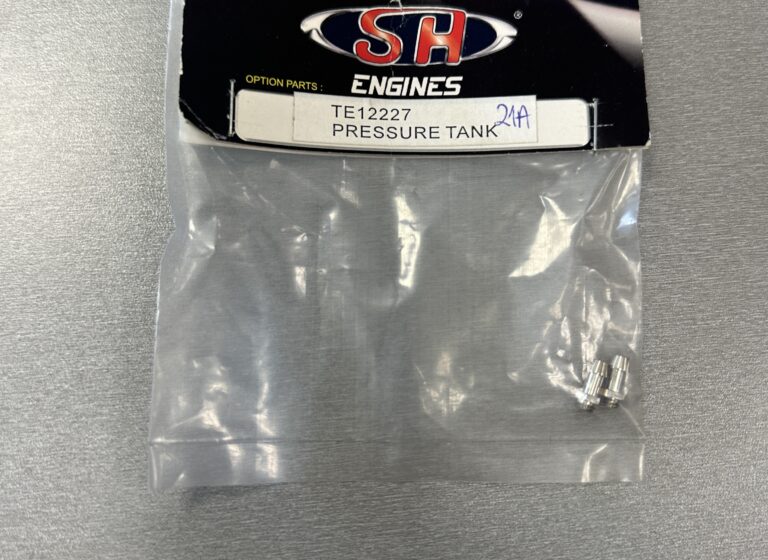 SH®
ENGINES
OPTION PARTS :
TE12227
PRESSURE TANK
21A